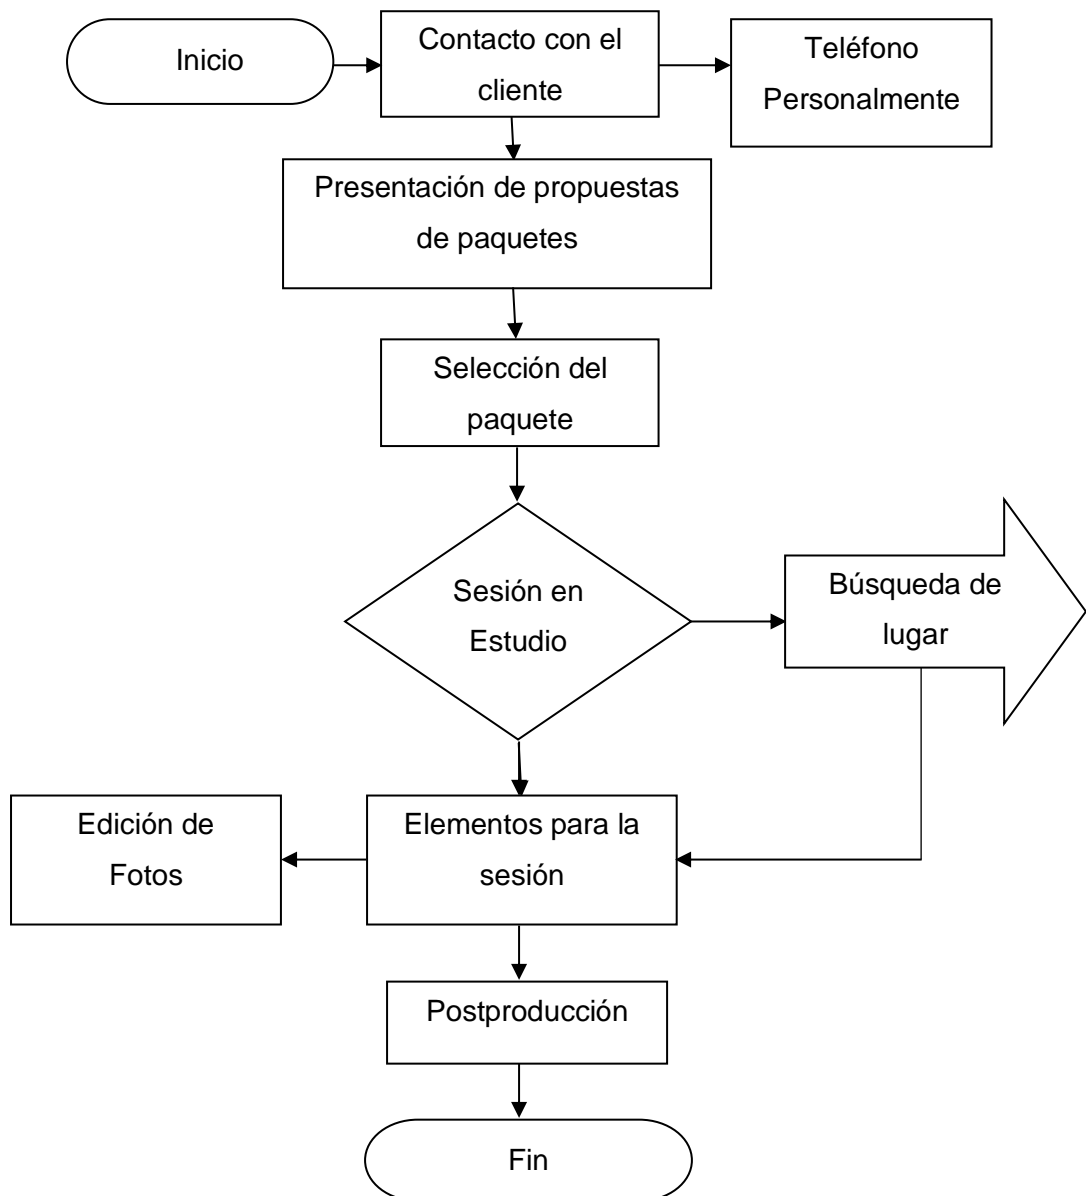 Inicio
Contacto con el
cliente
Teléfono
Personalmente
Presentación de propuestas
de paquetes
Selección del
paquete
Sesión en
Estudio
Búsqueda de
lugar
Edición de
Fotos
Elementos para la
sesión
Postproducción
Fin